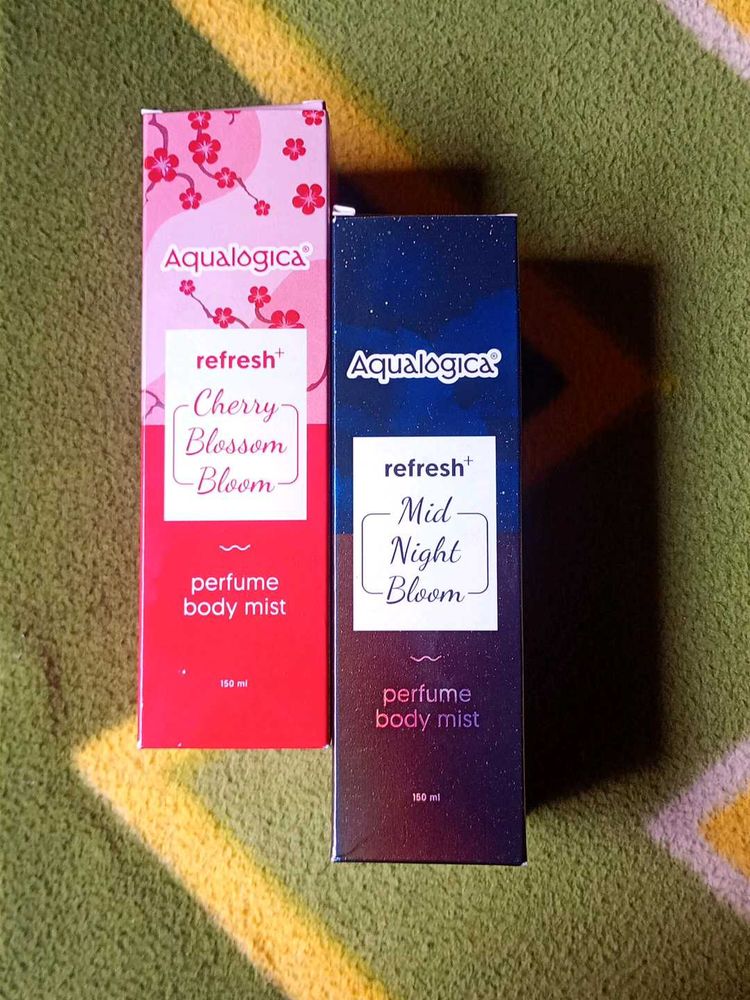 Aqualogica®
refresh+
Cherry
Blossom
Bloom
perfume
body mist
150 ml
Aqualogica®
refresh+
Mid
Night
Bloom
perfume
body mist
150 ml